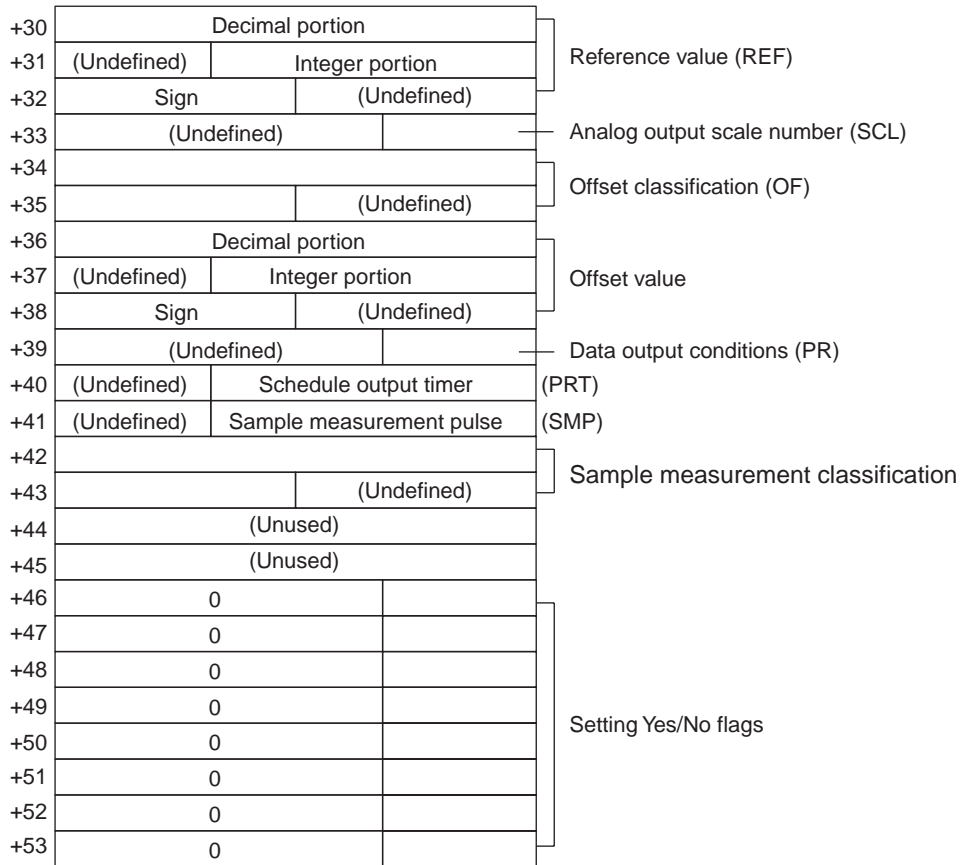 +30 Decimal portion
+31 (Undefined) Integer portion Reference value (REF)
+32 Sign (Undefined)
+33 (Undefined) Analog output scale number (SCL)
+34
Offset classification (OF)
+35 (Undefined)
+36 Decimal portion
+37 (Undefined) Integer portion Offset value
+38 Sign (Undefined)
+39 (Undefined) Data output conditions (PR)
+40 (Undefined) Schedule output timer (PRT)
+41 (Undefined) Sample measurement pulse (SMP)
+42
Sample measurement classification
+43 (Undefined)
+44 (Unused)
+45 (Unused)
+46 0
+47 0
+48 0
+49 0
Setting Yes/No flags
+50 0
+51 0
+52 0
+53 0